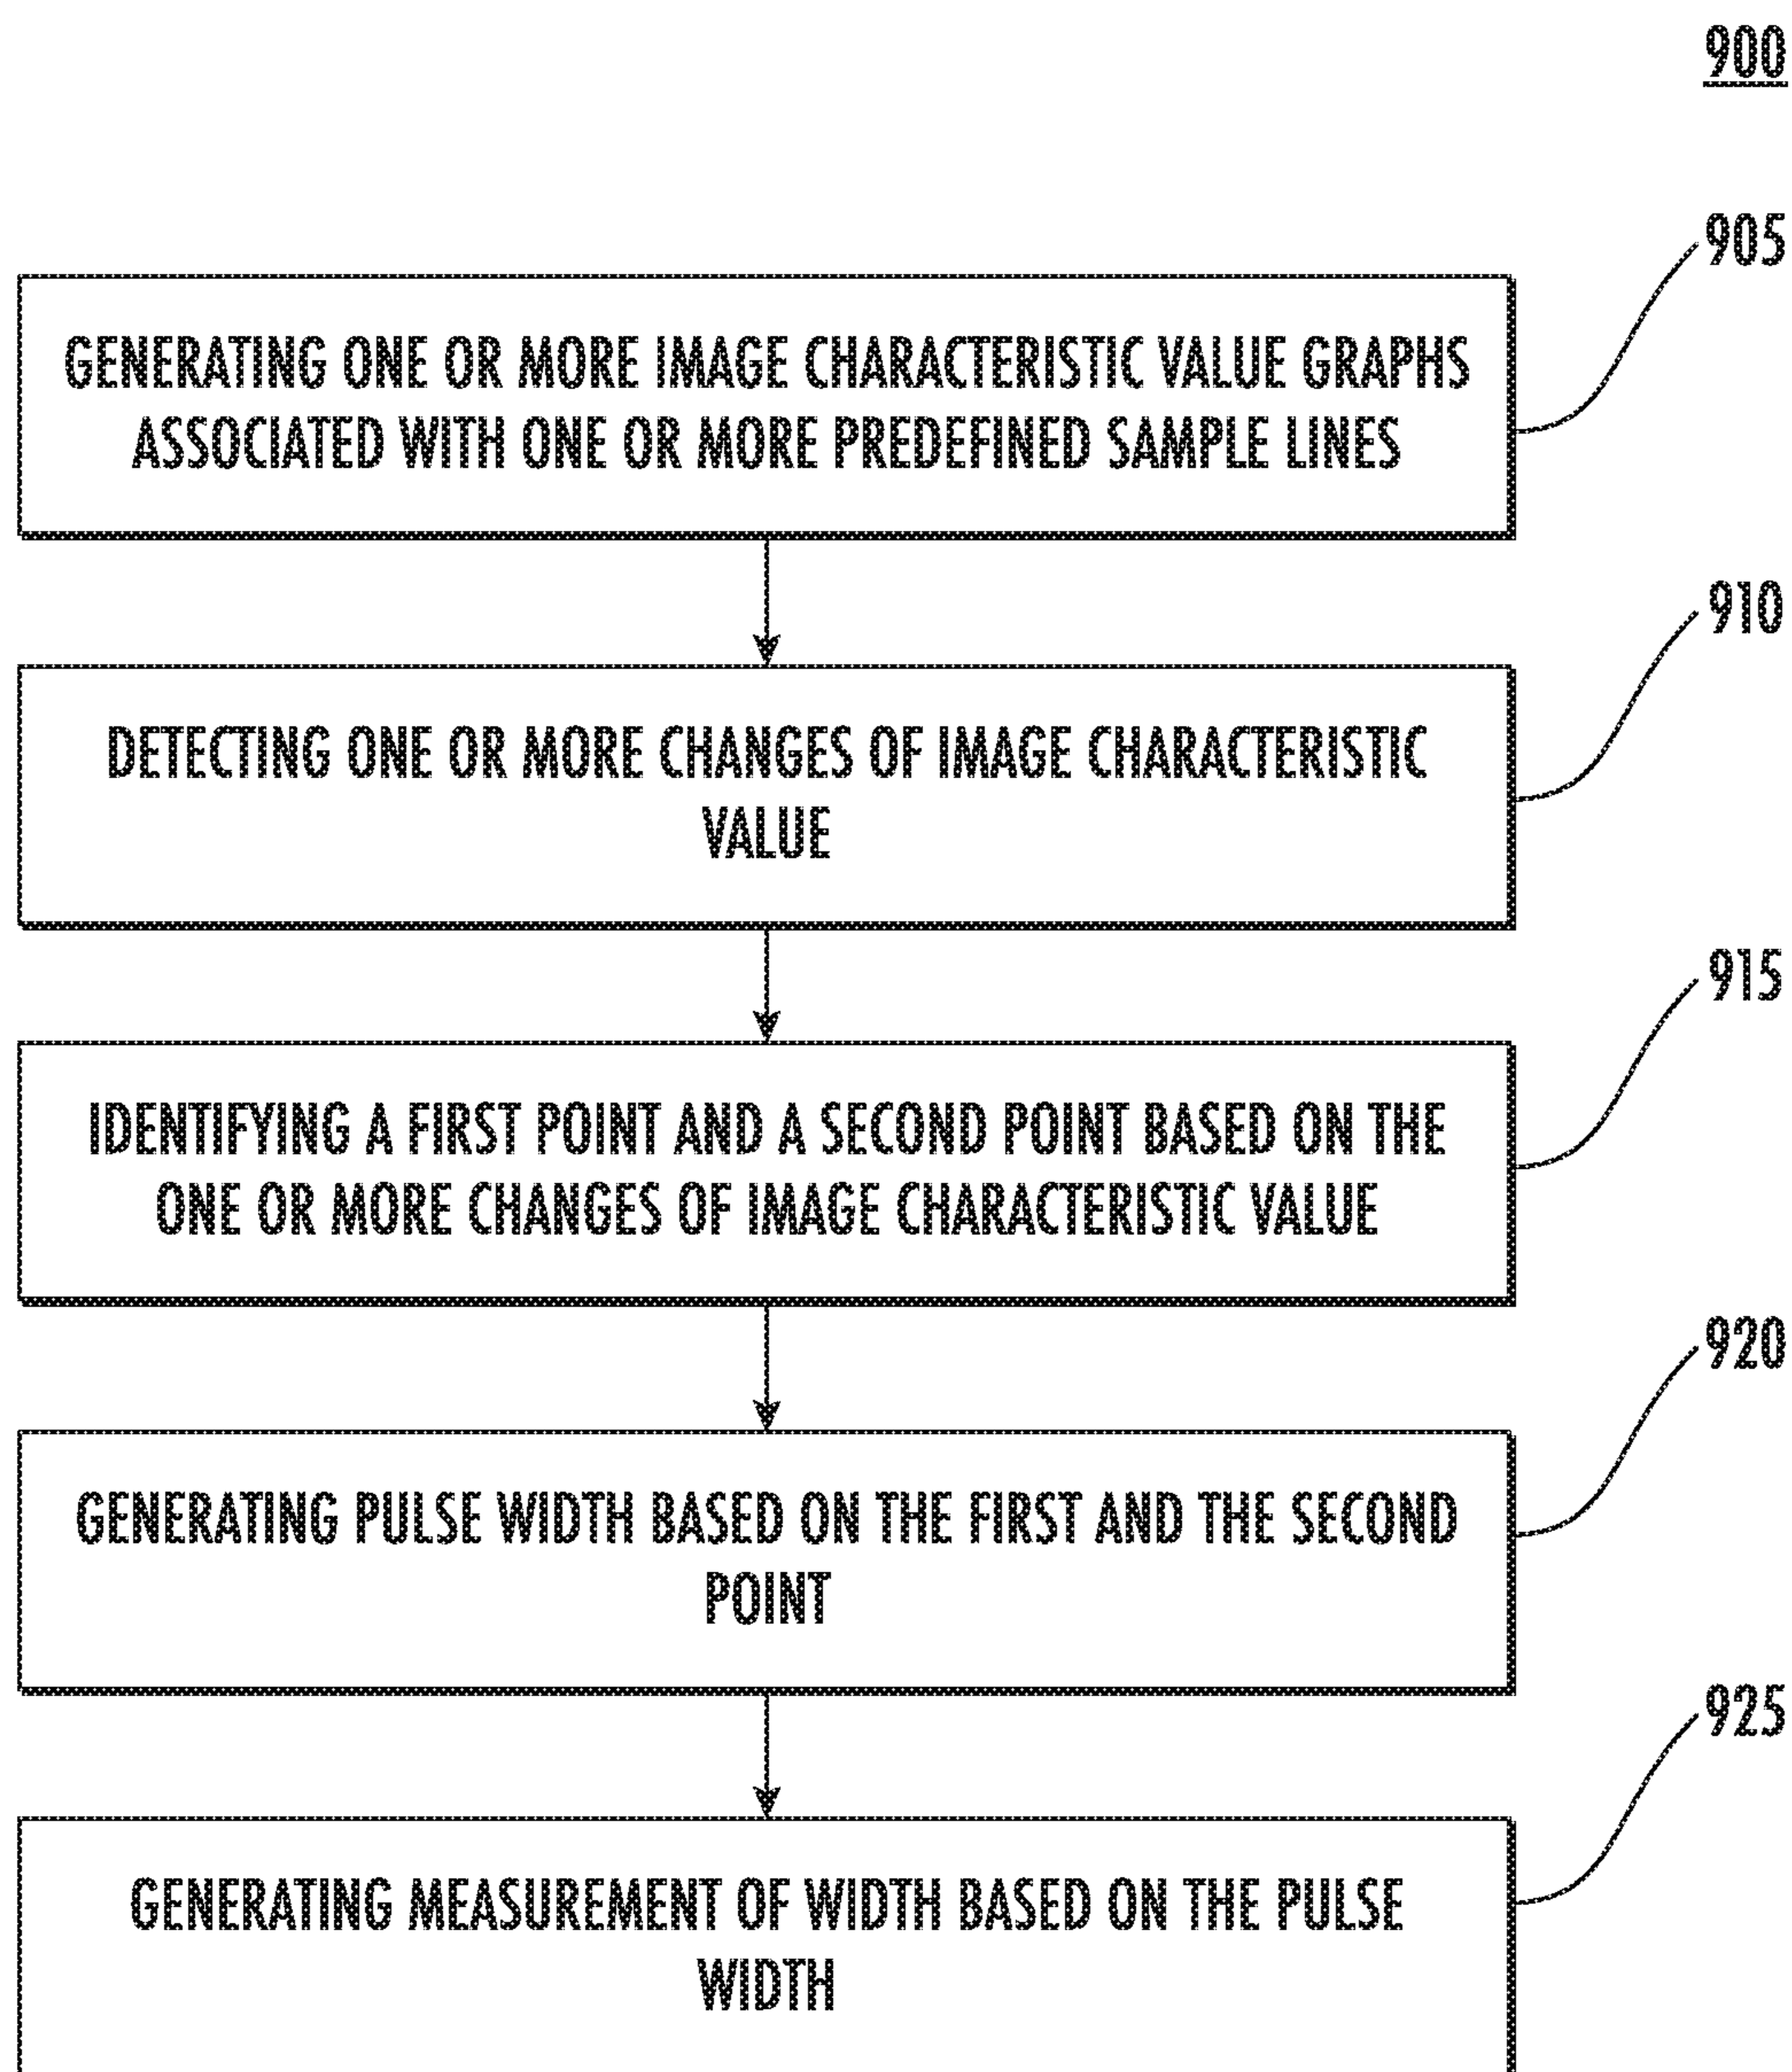 900
905
GENERATING ONE OR MORE IMAGE CHARACTERISTIC VALUE GRAPHS
ASSOCIATED WITH ONE OR MORE PREDEFINED SAMPLE LINES
910
DETECTING ONE OR MORE CHANGES OF IMAGE CHARACTERISTIC
VALUE
915
IDENTIFYING A FIRST POINT AND A SECOND POINT BASED ON THE
ONE OR MORE CHANGES OF IMAGE CHARACTERISTIC VALUE
920
GENERATING PULSE WIDTH BASED ON THE FIRST AND THE SECOND
POINT
925
GENERATING MEASUREMENT OF WIDTH BASED ON THE PULSE
WIDTH